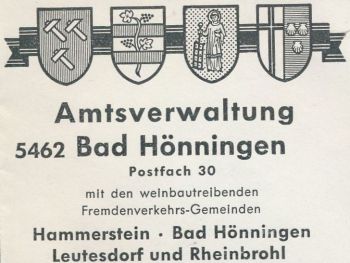 Amtsverwaltung
5462 Bad Hönningen
Postfach 30
mit den weinbautreibenden
Fremdenverkehrs-Gemeinden
Hammerstein · Bad Hönningen
Leutesdorf und Rheinbrohl